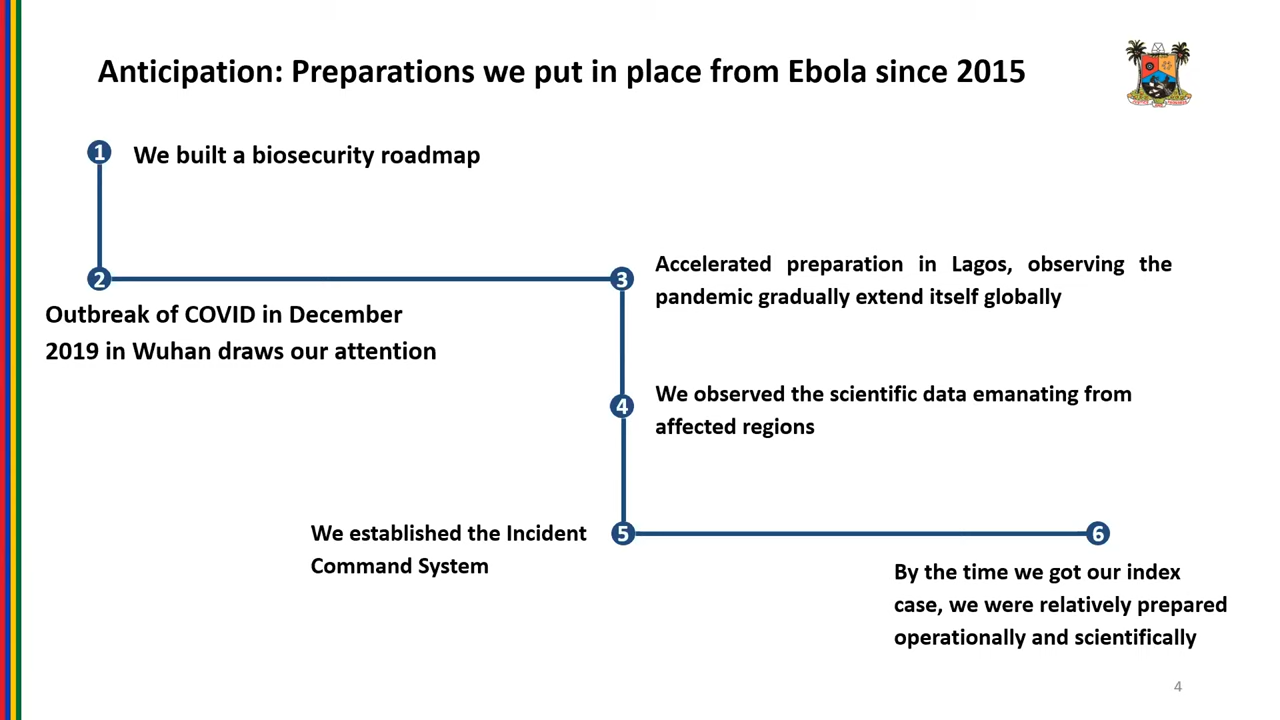 Anticipation: Preparations we put in place from Ebola since 2015
1 We built a biosecurity roadmap
2
Outbreak of COVID in December
2019 in Wuhan draws our attention
3
Accelerated preparation in Lagos, observing the
pandemic gradually extend itself globally
4
We observed the scientific data emanating from
affected regions
5
We established the Incident
Command System
6
By the time we got our index
case, we were relatively prepared
operationally and scientifically
4